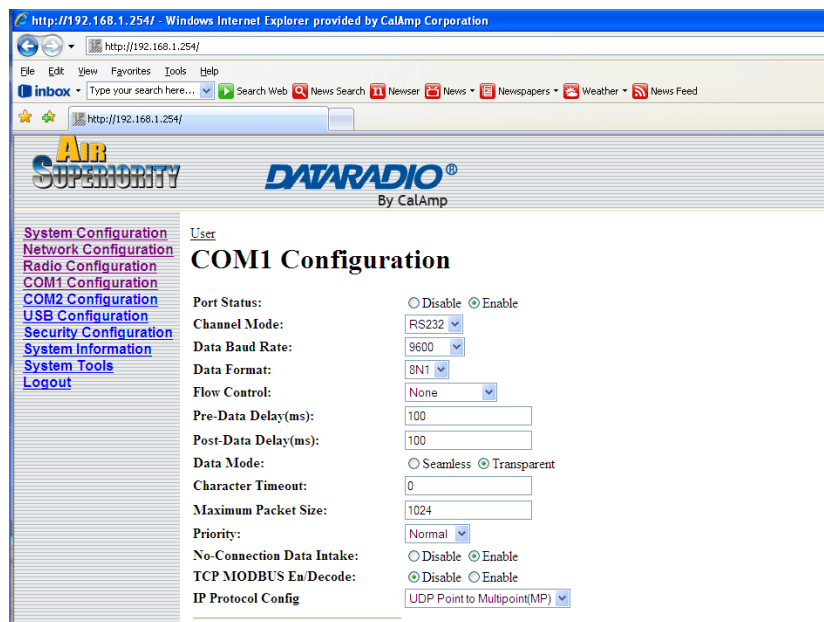 http://192.168.1.254/ - Windows Internet Explorer provided by CalAmp Corporation
http://192.168.1.254/
File Edit View Favorites Tools Help
inbox Type your search here... Search Web News Search Newser News Newspapers Weather News Feed
http://192.168.1.254/
AIR SUPERIORITY
DATARADIO®
By CalAmp
System Configuration
Network Configuration
Radio Configuration
COM1 Configuration
COM2 Configuration
USB Configuration
Security Configuration
System Information
System Tools
Logout
User
COM1 Configuration
Port Status: Disable Enable
Channel Mode: RS232
Data Baud Rate: 9600
Data Format: 8N1
Flow Control: None
Pre-Data Delay(ms): 100
Post-Data Delay(ms): 100
Data Mode: Seamless Transparent
Character Timeout: 0
Maximum Packet Size: 1024
Priority: Normal
No-Connection Data Intake: Disable Enable
TCP MODBUS En/Decode: Disable Enable
IP Protocol Config UDP Point to Multipoint(MP)